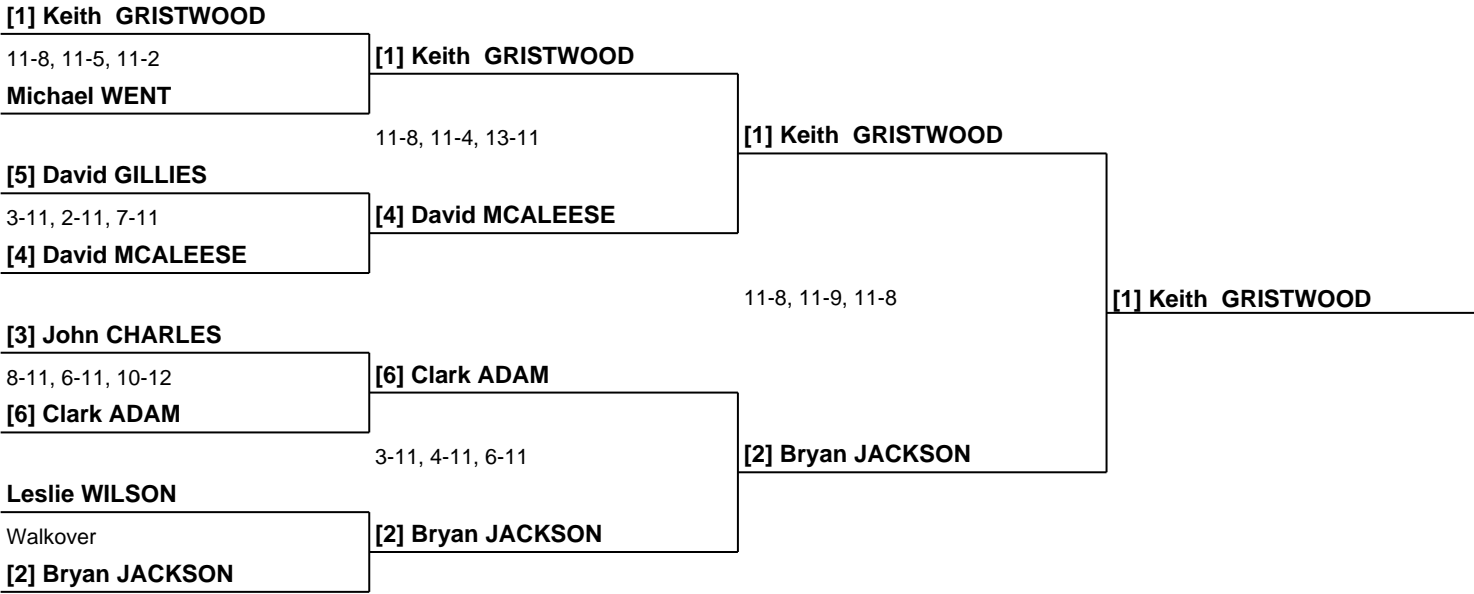 [1] Keith  GRISTWOOD
11-8, 11-5, 11-2
Michael WENT
[5] David GILLIES
3-11, 2-11, 7-11
[4] David MCALEESE
[3] John CHARLES
8-11, 6-11, 10-12
[6] Clark ADAM
Leslie WILSON
Walkover
[2] Bryan JACKSON
[1] Keith  GRISTWOOD
11-8, 11-4, 13-11
[4] David MCALEESE
[6] Clark ADAM
3-11, 4-11, 6-11
[2] Bryan JACKSON
[1] Keith  GRISTWOOD
11-8, 11-9, 11-8
[2] Bryan JACKSON
[1] Keith  GRISTWOOD